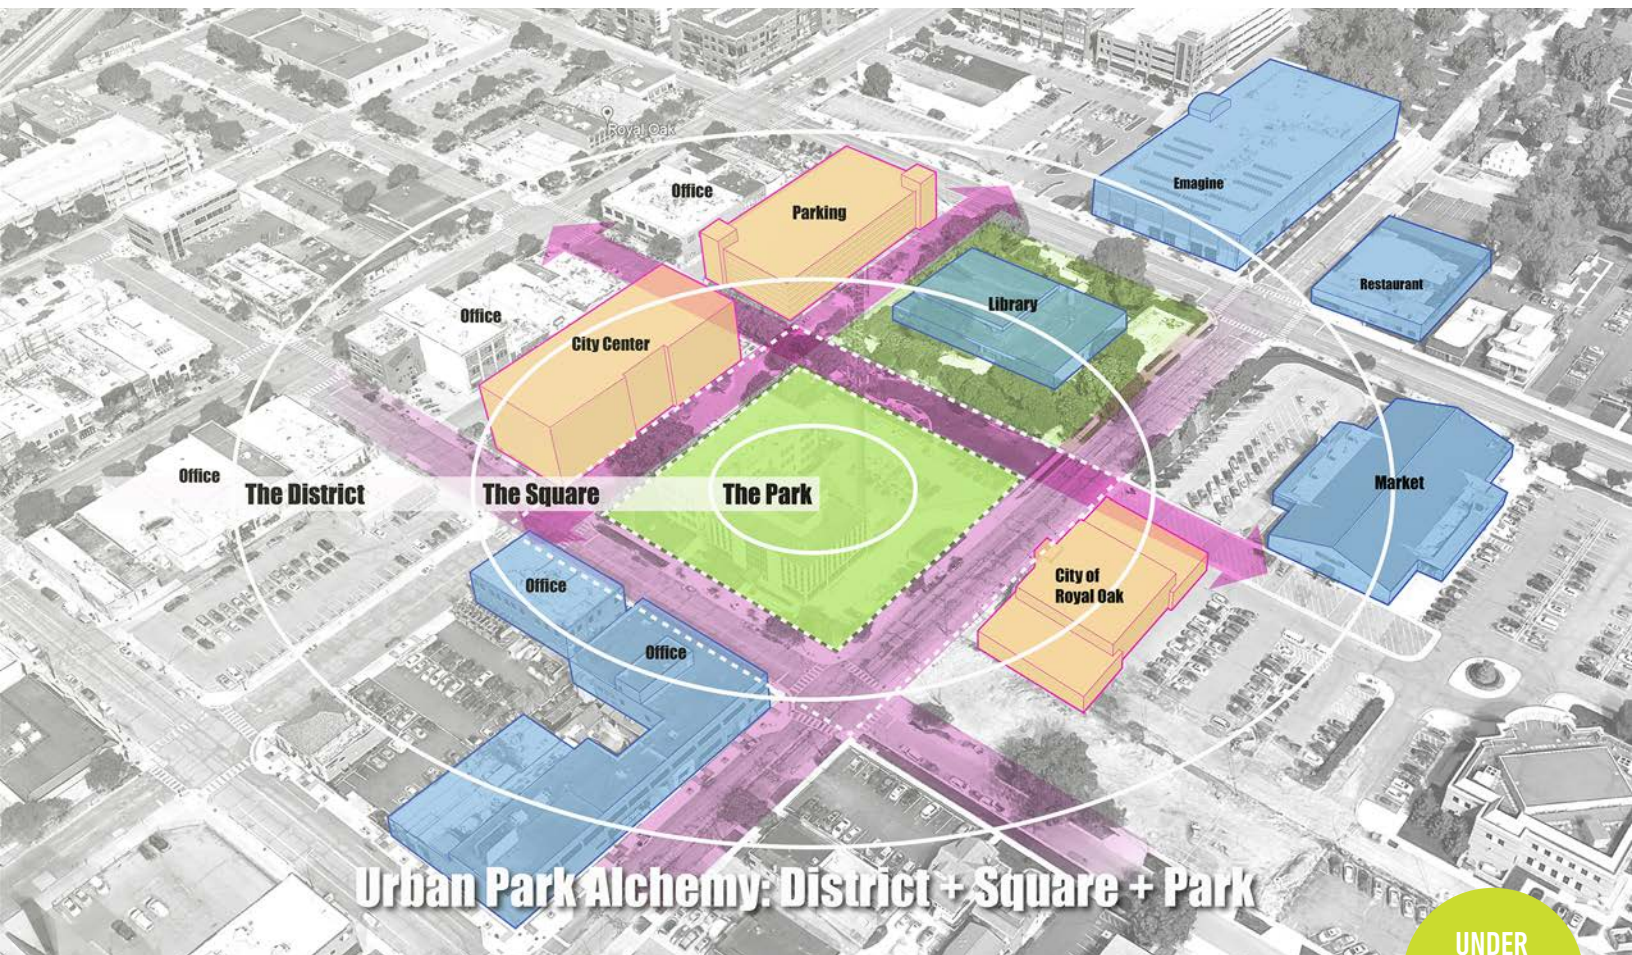 Royal Oak
Office
Parking
Emagine
Office
City Center
Library
Restaurant
Office
The District
The Square
The Park
Market
Office
City of
Royal Oak
Office
Urban Park Alchemy: District + Square + Park
UNDER